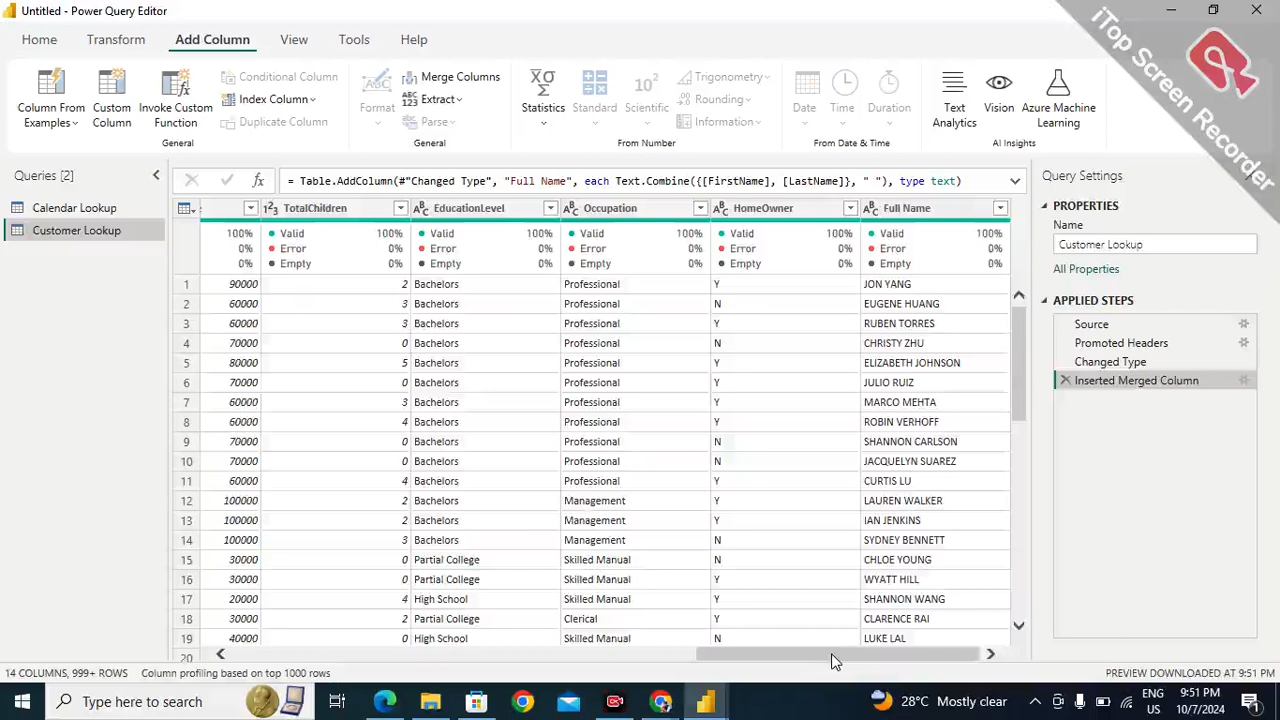 Untitled - Power Query Editor
iTop Screen Recorder
Home Transform Add Column View Tools Help
Column From Examples
Custom Column
Invoke Custom Function
Conditional Column
Index Column
Duplicate Column
General
Format
Merge Columns
ABC 123 Extract
Parse
General
Statistics
Standard
Scientific
Trigonometry
Rounding
Information
From Number
Date
Time
Duration
From Date & Time
Text Analytics
Vision
Azure Machine Learning
AI Insights
Queries [2]
Calendar Lookup
Customer Lookup
fx = Table.AddColumn(#"Changed Type", "Full Name", each Text.Combine({[FirstName], [LastName]}, " "), type text)
TotalChildren EducationLevel Occupation HomeOwner Full Name
100% Valid 100% Valid 100% Valid 100% Valid 100% Valid 100%
0% Error 0% Error 0% Error 0% Error 0% Error 0%
0% Empty 0% Empty 0% Empty 0% Empty 0% Empty 0%
1 90000 2 Bachelors Professional Y JON YANG
2 60000 3 Bachelors Professional N EUGENE HUANG
3 60000 3 Bachelors Professional Y RUBEN TORRES
4 70000 0 Bachelors Professional N CHRISTY ZHU
5 80000 5 Bachelors Professional Y ELIZABETH JOHNSON
6 70000 0 Bachelors Professional Y JULIO RUIZ
7 60000 3 Bachelors Professional Y MARCO MEHTA
8 60000 4 Bachelors Professional Y ROBIN VERHOFF
9 70000 0 Bachelors Professional N SHANNON CARLSON
10 70000 0 Bachelors Professional N JACQUELYN SUAREZ
11 60000 4 Bachelors Professional Y CURTIS LU
12 100000 2 Bachelors Management Y LAUREN WALKER
13 100000 2 Bachelors Management Y IAN JENKINS
14 100000 3 Bachelors Management Y SYDNEY BENNETT
15 30000 0 Partial College Skilled Manual N CHLOE YOUNG
16 30000 0 Partial College Skilled Manual Y WYATT HILL
17 20000 4 High School Skilled Manual Y SHANNON WANG
18 30000 2 Partial College Clerical Y CLARENCE RAI
19 40000 0 High School Skilled Manual N LUKE LAL
20
Query Settings
PROPERTIES
Name
Customer Lookup
All Properties
APPLIED STEPS
Source
Promoted Headers
Changed Type
Inserted Merged Column
14 COLUMNS, 999+ ROWS Column profiling based on top 1000 rows
PREVIEW DOWNLOADED AT 9:51 PM
Type here to search
28°C Mostly clear
ENG
US
9:51 PM
10/7/2024
1